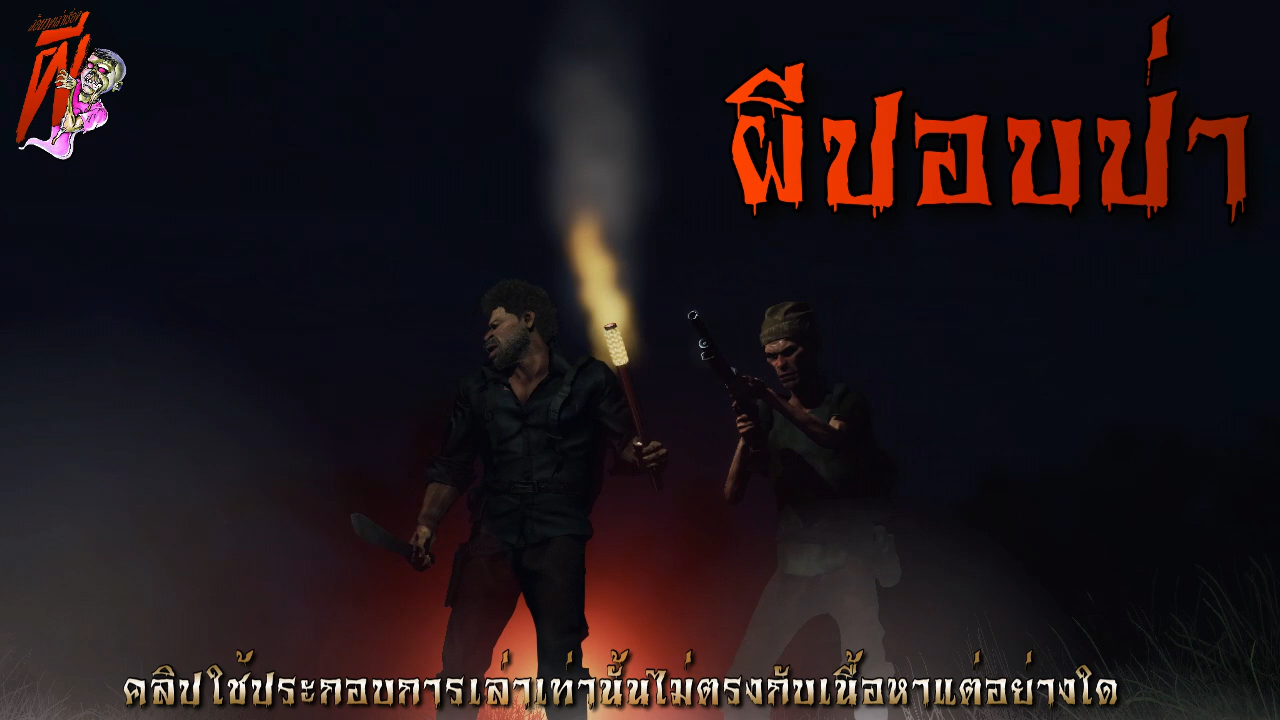 ผี
ผีปอบป่า
คลิปใช้ประกอบการเล่าเท่านั้นไม่ตรงกับเนื้อหาแต่อย่างใด